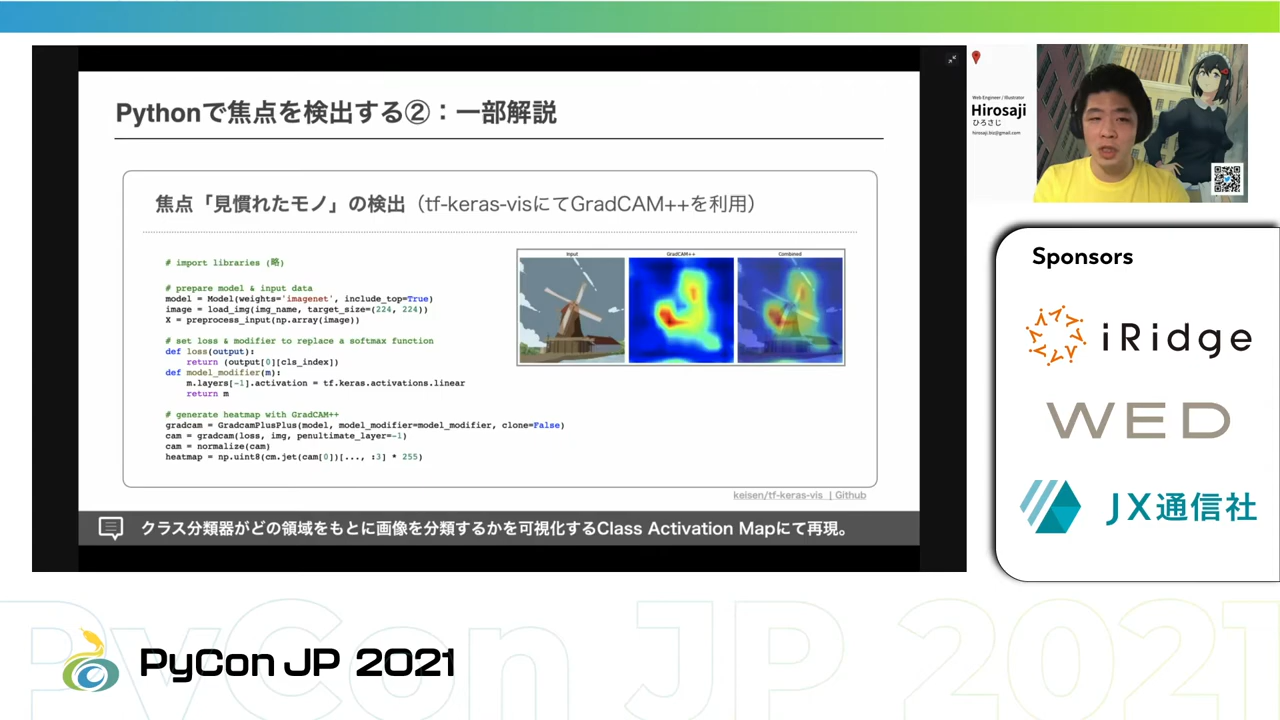 Pythonで焦点を検出する②：一部解説
焦点「見慣れたモノ」の検出（tf-keras-visにてGradCAM++を利用）
# import libraries (略)
# prepare model & input data
model = Model(weights='imagenet', include_top=True)
image = load_img(img_name, target_size=(224, 224))
X = preprocess_input(np.array(image))
# set loss & modifier to replace a softmax function
def loss(output):
return (output[0][cls_index])
def model_modifier(m):
m.layers[-1].activation = tf.keras.activations.linear
return m
# generate heatmap with GradCAM++
gradcam = GradcamPlusPlus(model, model_modifier=model_modifier, clone=False)
cam = gradcam(loss, img, penultimate_layer=-1)
cam = normalize(cam)
heatmap = np.uint8(cm.jet(cam[0])[..., :3] * 255)
Input
GradCAM++
Combined
keisen/tf-keras-vis | Github
クラス分類器がどの領域をもとに画像を分類するかを可視化するClass Activation Mapにて再現。
Web Engineer / Illustrator
Hirosaji
ひろさじ
hirosaji.biz@gmail.com
Sponsors
iRidge
WED
JX通信社
PyCon JP 2021
PyCon JP 2021